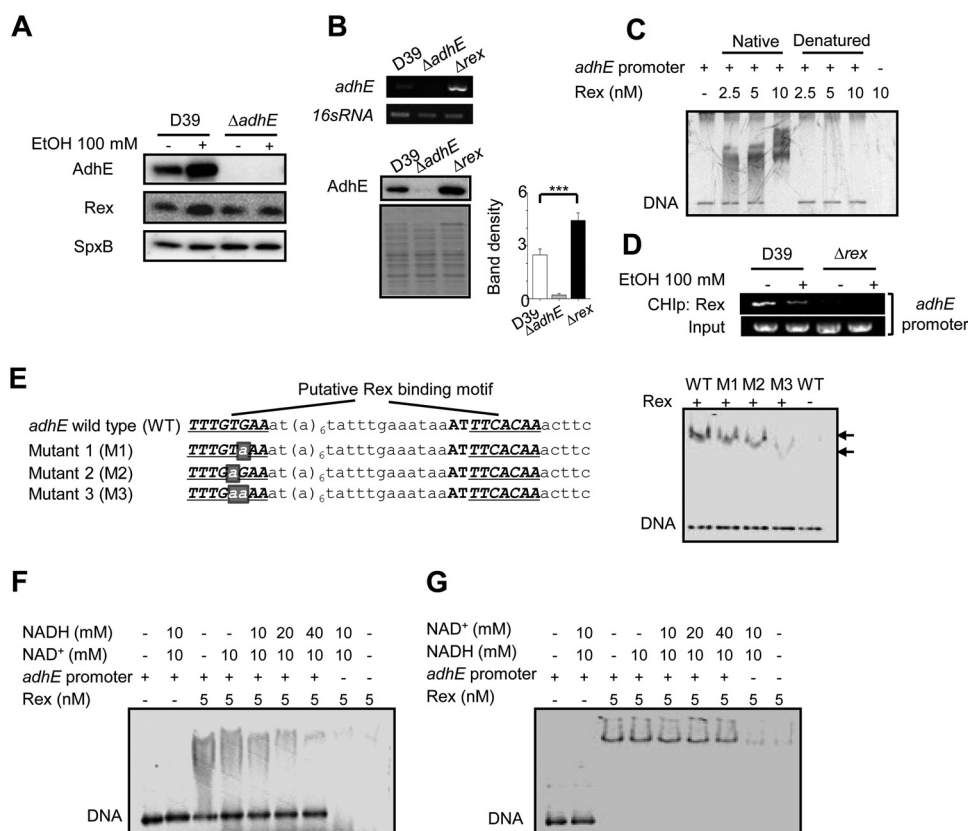 A
D39 ΔadhE
EtOH 100 mM - + - +
AdhE
Rex
SpxB
B
D39 ΔadhE Δrex
adhE
16sRNA
D39 ΔadhE Δrex
AdhE
Band density
6
3
0
***
D39 ΔadhE Δrex
C
Native Denatured
adhE promoter + + + + + + + -
Rex (nM) - 2.5 5 10 2.5 5 10 10
DNA
D
D39 Δrex
EtOH 100 mM - + - +
CHIp: Rex
Input
adhE promoter
E
Putative Rex binding motif
adhE wild type (WT) TTTGTGAAat(a)6tatttgaaataaATTTCACAAacttc
Mutant 1 (M1) TTTGTaAAat(a)6tatttgaaataaATTTCACAAacttc
Mutant 2 (M2) TTTGaGAAat(a)6tatttgaaataaATTTCACAAacttc
Mutant 3 (M3) TTTGaaAAat(a)6tatttgaaataaATTTCACAAacttc
WT M1 M2 M3 WT
Rex + + + + -
DNA
F
NADH (mM) - 10 - - 10 20 40 10 -
NAD+ (mM) - 10 - 10 10 10 10 10 -
adhE promoter + + + + + + + - -
Rex (nM) - - 5 5 5 5 5 5 5
DNA
G
NAD+ (mM) - 10 - - 10 20 40 10 -
NADH (mM) - 10 - 10 10 10 10 10 -
adhE promoter + + + + + + + - -
Rex (nM) - - 5 5 5 5 5 5 5
DNA